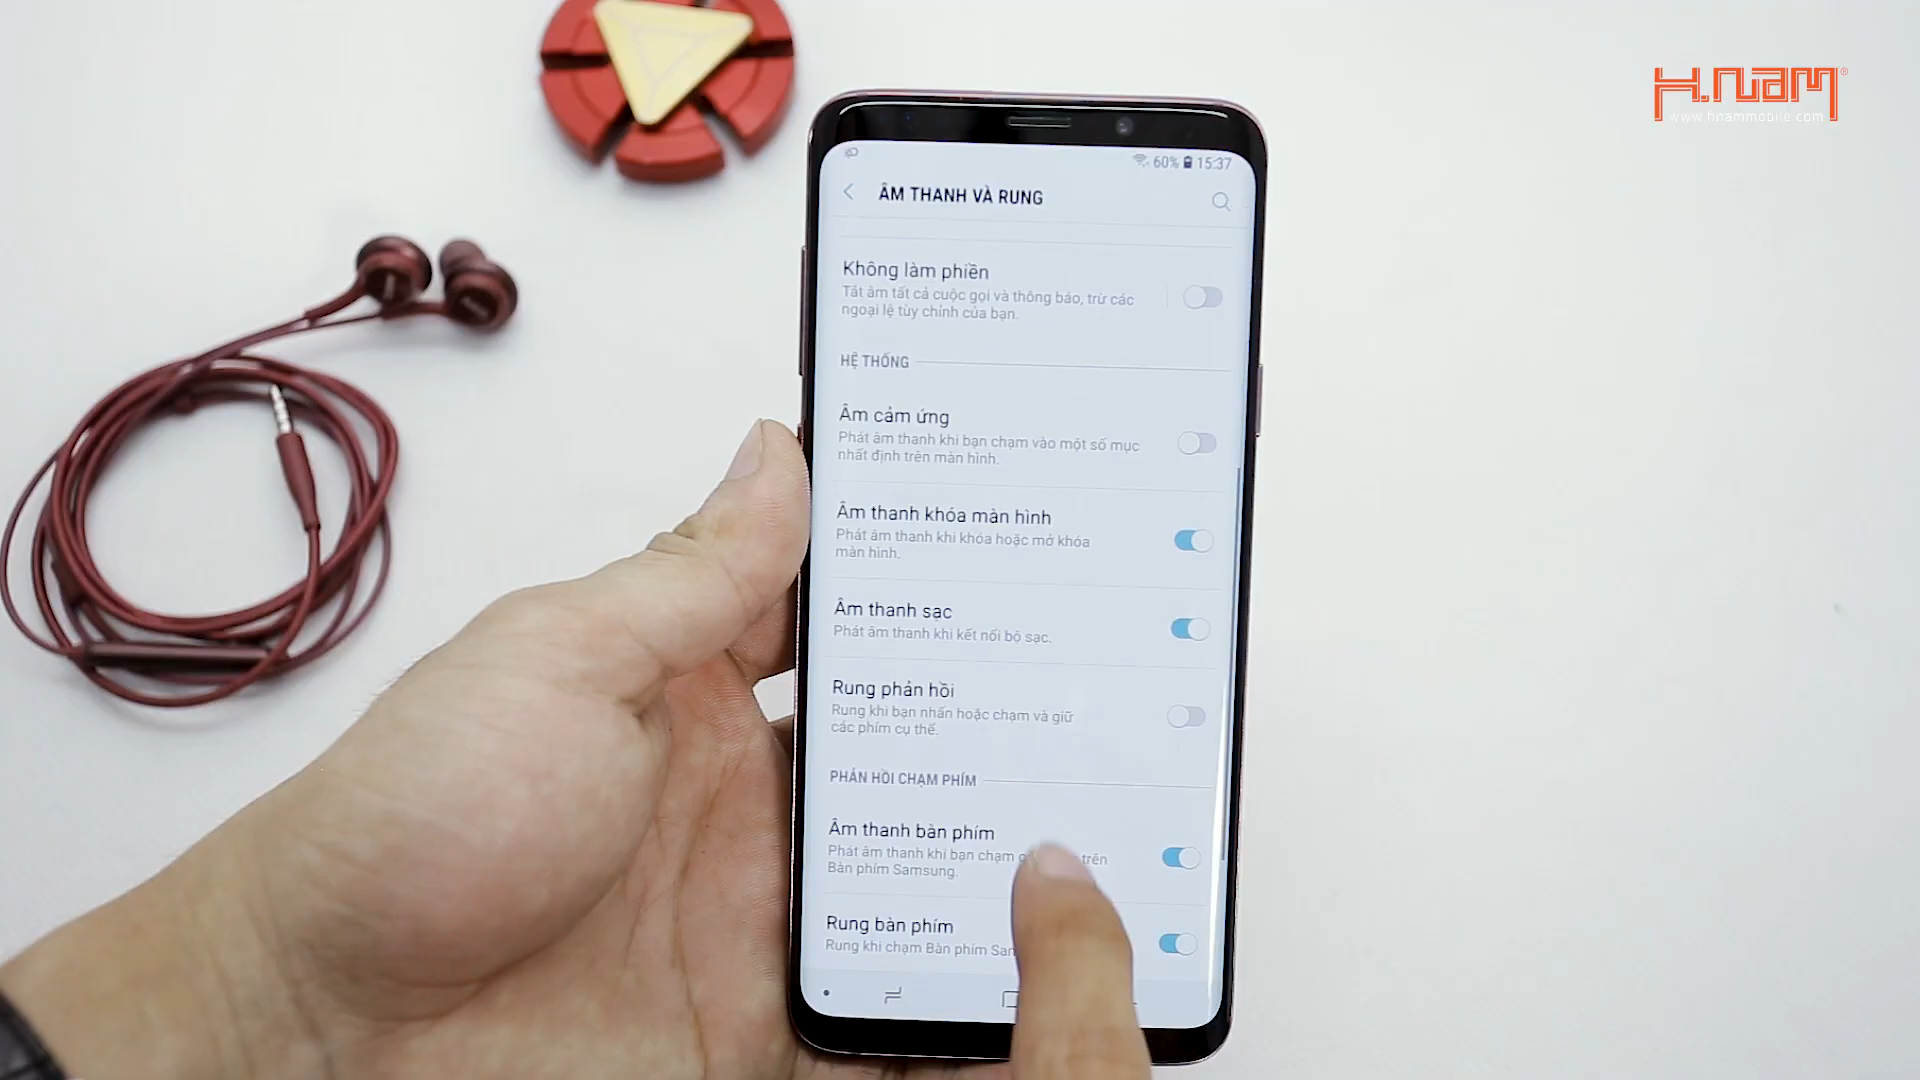 H.nam®
www.hnammobile.com
60% 15:37
ÂM THANH VÀ RUNG
Không làm phiền
Tắt âm tất cả cuộc gọi và thông báo, trừ các
ngoại lệ tùy chỉnh của bạn.
HỆ THỐNG
Âm cảm ứng
Phát âm thanh khi bạn chạm vào một số mục
nhất định trên màn hình.
Âm thanh khóa màn hình
Phát âm thanh khi khóa hoặc mở khóa
màn hình.
Âm thanh sạc
Phát âm thanh khi kết nối bộ sạc.
Rung phản hồi
Rung khi bạn nhấn hoặc chạm và giữ
các phím cụ thể.
PHẢN HỒI CHẠM PHÍM
Âm thanh bàn phím
Phát âm thanh khi bạn chạm trên
Bàn phím Samsung.
Rung bàn phím
Rung khi chạm Bàn phím